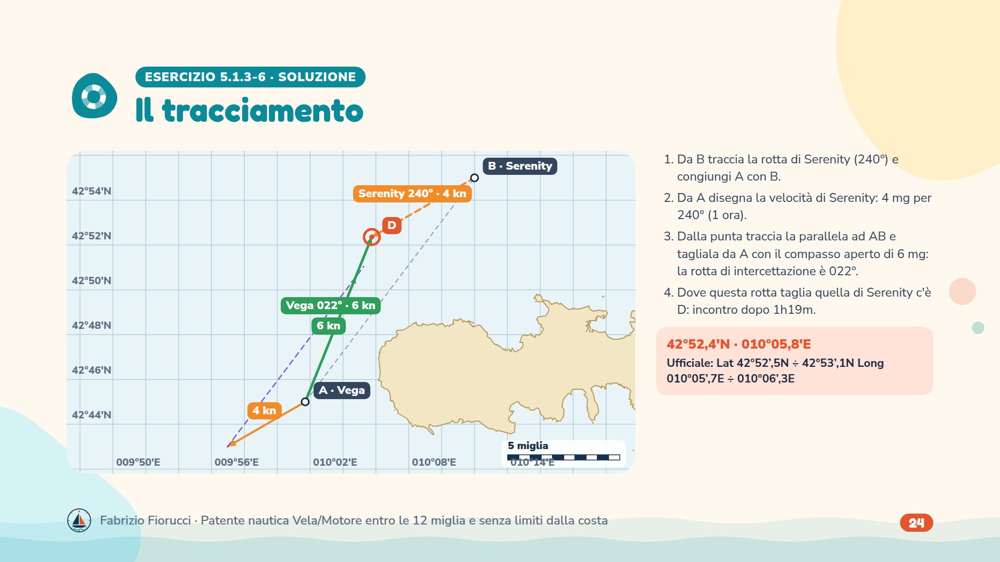 ESERCIZIO 5.1.3-6 · SOLUZIONE
Il tracciamento
B · Serenity
42°54'N
Serenity 240° · 4 kn
D
42°52'N
42°50'N
Vega 022° · 6 kn
6 kn
42°48'N
42°46'N
A · Vega
4 kn
42°44'N
5 miglia
009°50'E
009°56'E
010°02'E
010°08'E
010°14'E
1. Da B traccia la rotta di Serenity (240°) e
congiungi A con B.
2. Da A disegna la velocità di Serenity: 4 mg per
240° (1 ora).
3. Dalla punta traccia la parallela ad AB e
tagliala da A con il compasso aperto di 6 mg:
la rotta di intercettazione è 022°.
4. Dove questa rotta taglia quella di Serenity c'è
D: incontro dopo 1h19m.
42°52,4'N · 010°05,8'E
Ufficiale: Lat 42°52’,5N ÷ 42°53’,1N Long
010°05’,7E ÷ 010°06’,3E
Fabrizio Fiorucci · Patente nautica Vela/Motore entro le 12 miglia e senza limiti dalla costa
24